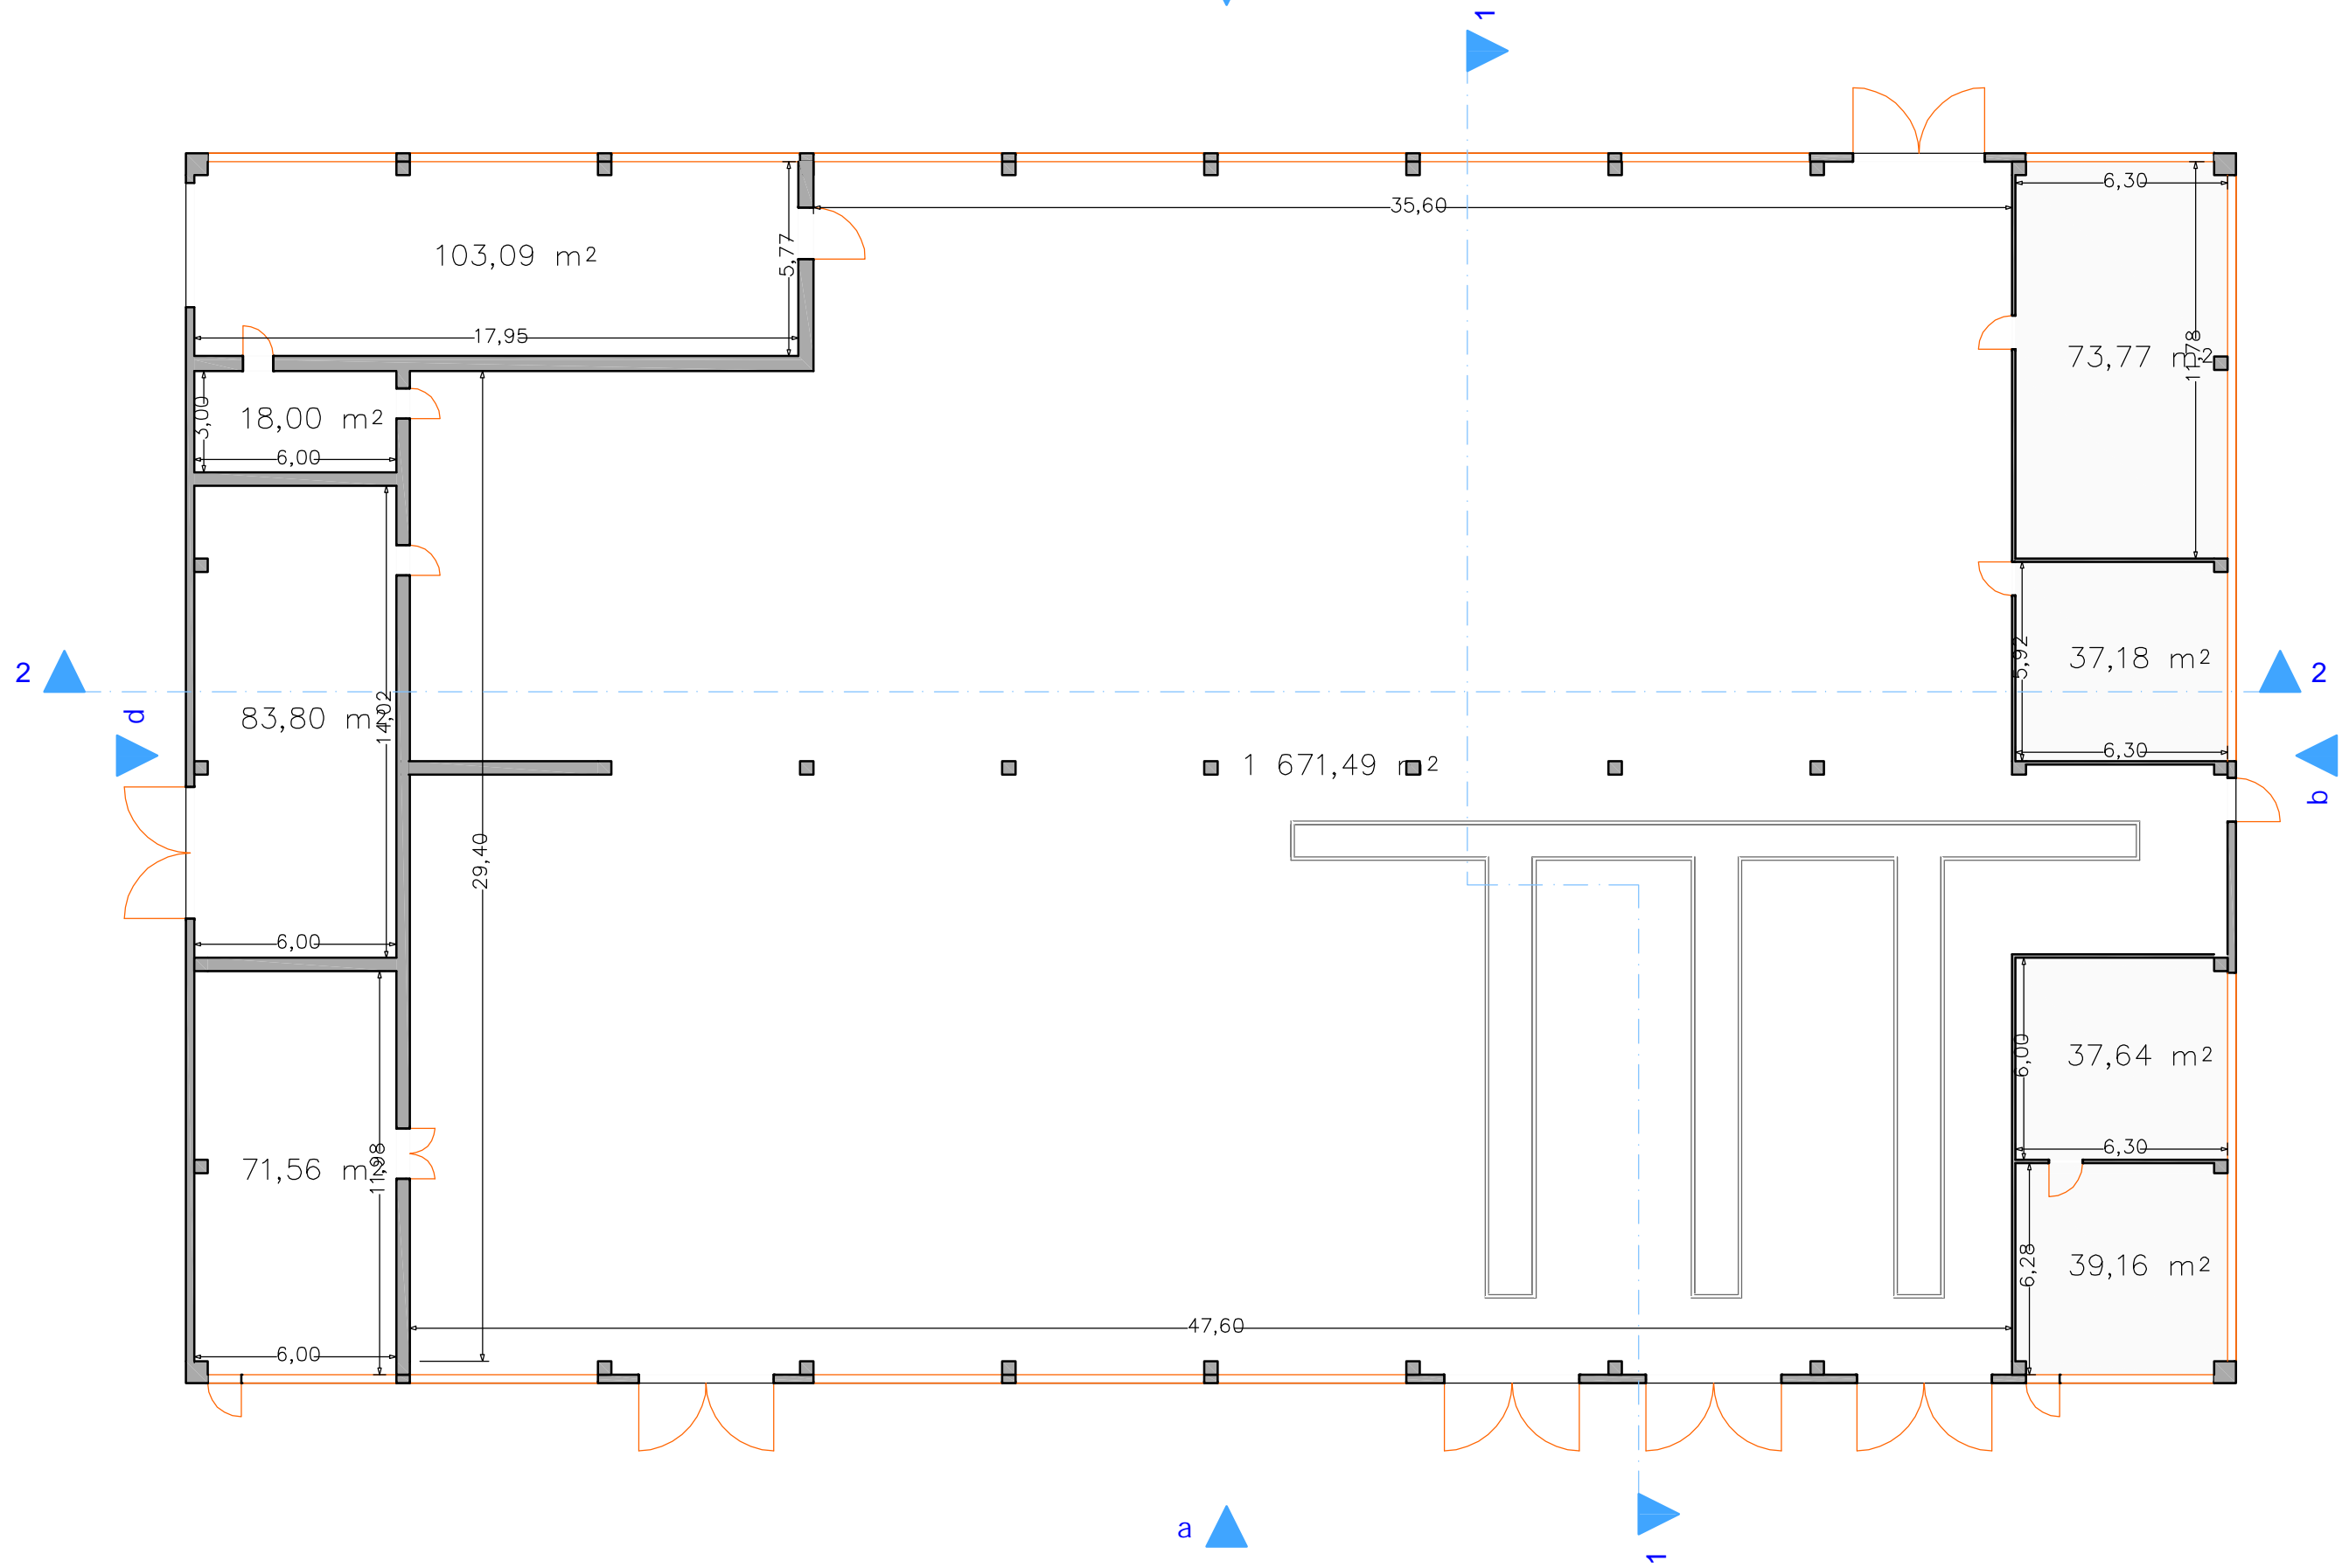 1
6,30
35,60
103,09 m²
5,77
17,95
11,78
73,77 m²
3,00
18,00 m²
6,00
2
83,80 m²
14,02
5,92
37,18 m²
2
d
6,30
1 671,49 m²
b
29,40
6,00
6,00
37,64 m²
6,30
71,56 m²
11,98
6,28
39,16 m²
47,60
6,00
a
1